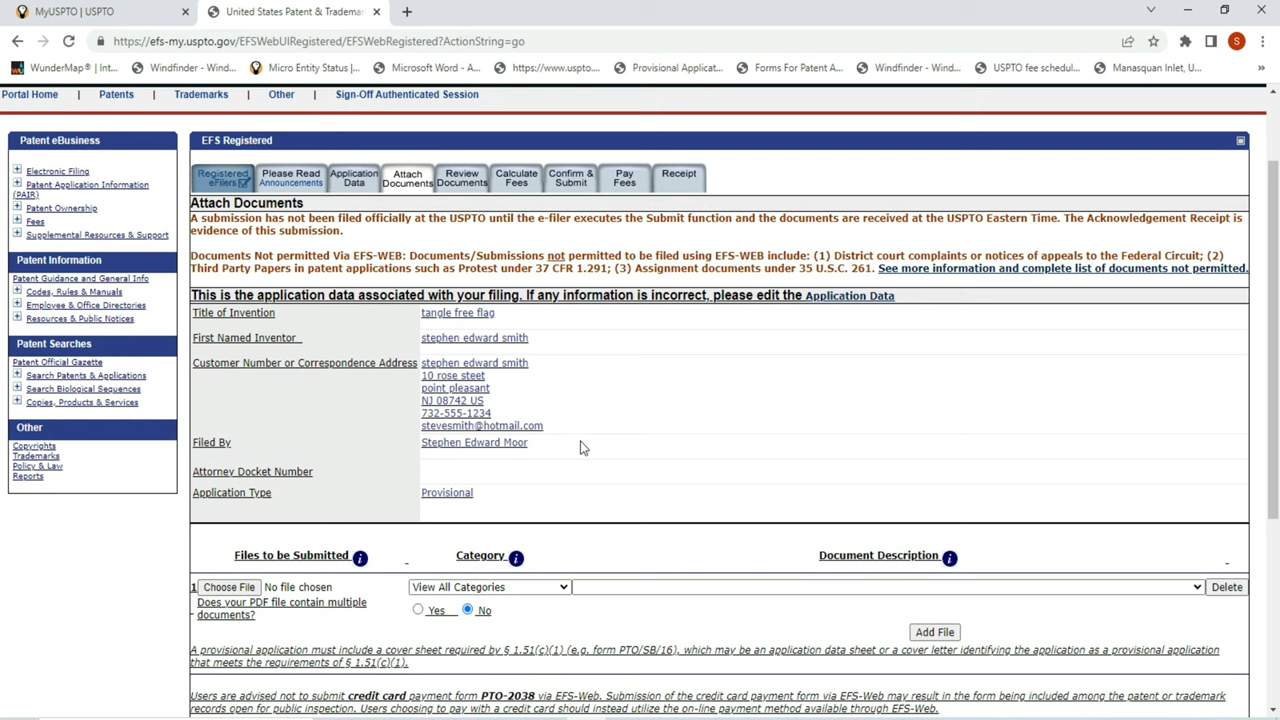 MyUSPTO | USPTO
United States Patent & Tradema
https://efs-my.uspto.gov/EFSWebUIRegistered/EFSWebRegistered?ActionString=go
S
WunderMap® | Int...
Windfinder - Wind...
Micro Entity Status |...
Microsoft Word - A...
https://www.uspto...
Provisional Applicat...
Forms For Patent A...
Windfinder - Wind...
USPTO fee schedul...
Manasquan Inlet, U...
»
Portal Home | Patents | Trademarks | Other | Sign-Off Authenticated Session
Patent eBusiness
Electronic Filing
Patent Application Information
(PAIR)
Patent Ownership
Fees
Supplemental Resources & Support
Patent Information
Patent Guidance and General Info
Codes, Rules & Manuals
Employee & Office Directories
Resources & Public Notices
Patent Searches
Patent Official Gazette
Search Patents & Applications
Search Biological Sequences
Copies, Products & Services
Other
Copyrights
Trademarks
Policy & Law
Reports
EFS Registered
Registered
eFilers
Please Read
Announcements
Application
Data
Attach
Documents
Review
Documents
Calculate
Fees
Confirm &
Submit
Pay
Fees
Receipt
Attach Documents
A submission has not been filed officially at the USPTO until the e-filer executes the Submit function and the documents are received at the USPTO Eastern Time. The Acknowledgement Receipt is
evidence of this submission.
Documents Not permitted Via EFS-WEB: Documents/Submissions not permitted to be filed using EFS-WEB include: (1) District court complaints or notices of appeals to the Federal Circuit; (2)
Third Party Papers in patent applications such as Protest under 37 CFR 1.291; (3) Assignment documents under 35 U.S.C. 261. See more information and complete list of documents not permitted.
This is the application data associated with your filing. If any information is incorrect, please edit the Application Data
Title of Invention tangle free flag
First Named Inventor stephen edward smith
Customer Number or Correspondence Address stephen edward smith
10 rose steet
point pleasant
NJ 08742 US
732-555-1234
stevesmith@hotmail.com
Filed By Stephen Edward Moor
Attorney Docket Number
Application Type Provisional
Files to be Submitted Category Document Description
1 Choose File No file chosen View All Categories Delete
Does your PDF file contain multiple
documents?
Yes No
Add File
A provisional application must include a cover sheet required by § 1.51(c)(1) (e.g. form PTO/SB/16), which may be an application data sheet or a cover letter identifying the application as a provisional application
that meets the requirements of § 1.51(c)(1).
Users are advised not to submit credit card payment form PTO-2038 via EFS-Web. Submission of the credit card payment form via EFS-Web may result in the form being included among the patent or trademark
records open for public inspection. Users choosing to pay with a credit card should instead utilize the on-line payment method available through EFS-Web.